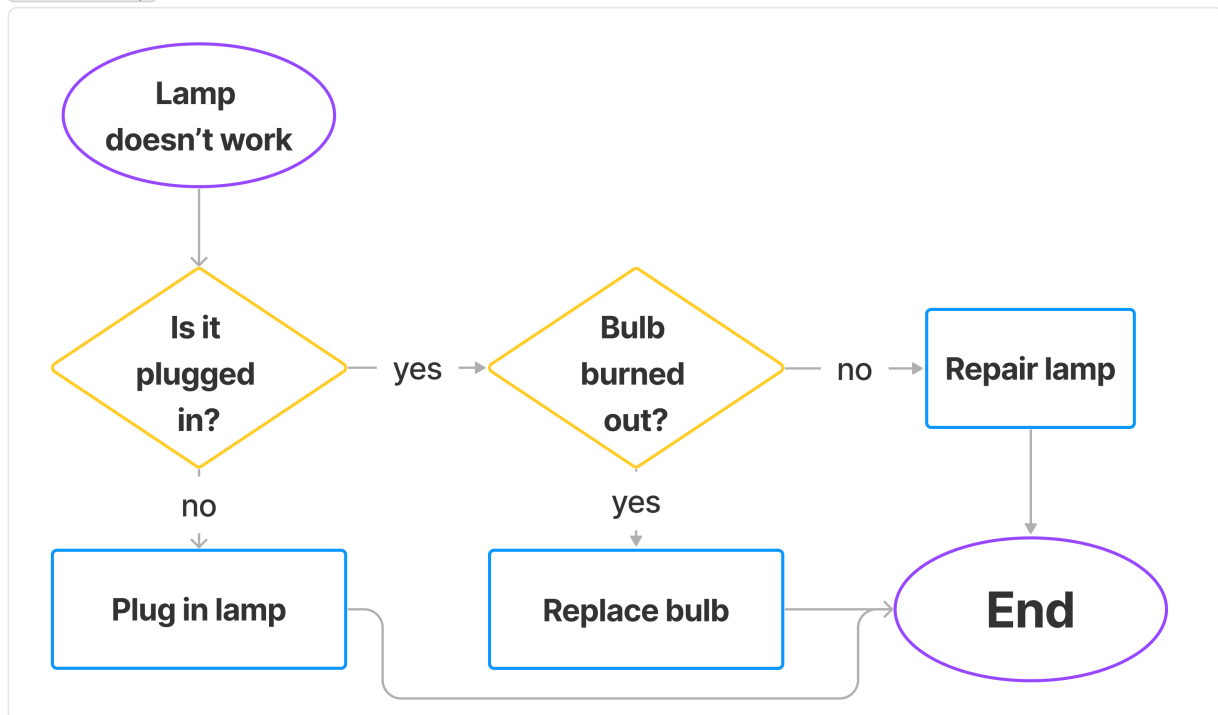 Lamp
doesn’t work
Is it
plugged
in?
yes
Bulb
burned
out?
no
Repair lamp
no
yes
Plug in lamp
Replace bulb
End